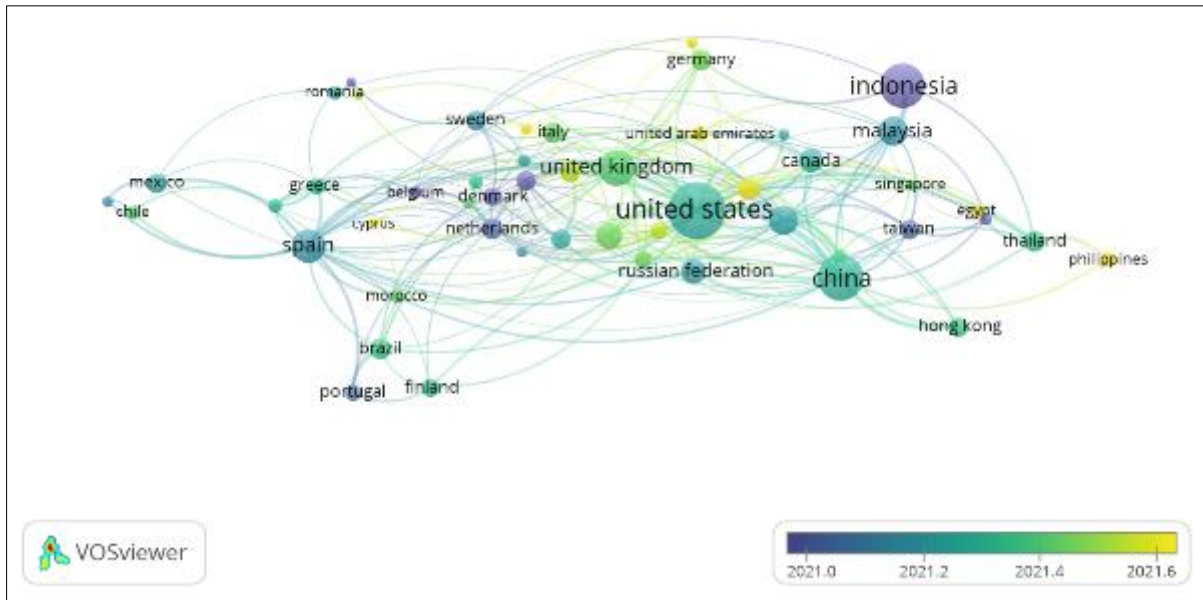 germany
indonesia
romania
sweden
italy
united arab emirates
malaysia
united kingdom
canada
mexico
greece
belgium
denmark
singapore
chile
united states
cyprus
netherlands
egypt
taiwan
spain
thailand
philippines
russian federation
china
morocco
hong kong
brazil
portugal
finland
VOSviewer
2021.0 2021.2 2021.4 2021.6